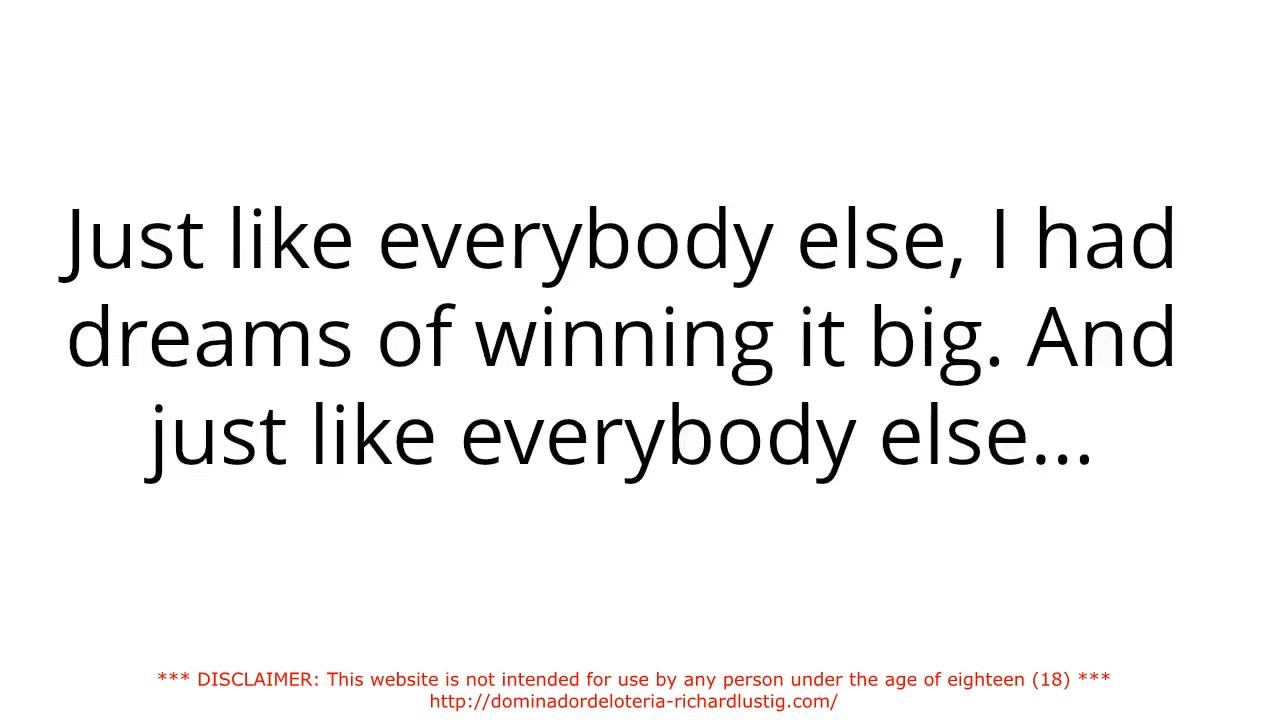 Just like everybody else, I had
dreams of winning it big. And
just like everybody else...
*** DISCLAIMER: This website is not intended for use by any person under the age of eighteen (18) ***
http://dominadordeloteria-richardlustig.com/